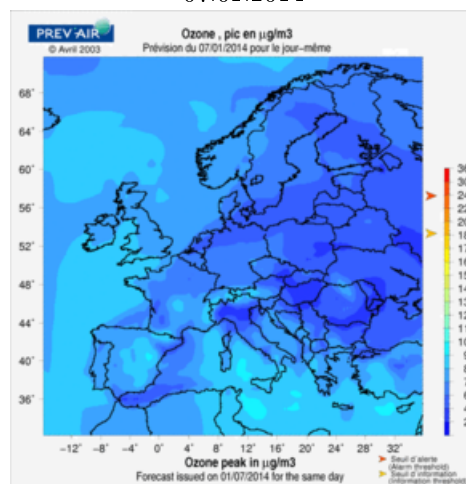 PREV'AIR
© Avril 2003
Ozone , pic en µg/m3
Prévision du 07/01/2014 pour le jour-même
68°
64°
60°
56°
52°
48°
44°
40°
36°
−12° −8° −4° 0° 4° 8° 12° 16° 20° 24° 28° 32°
Ozone peak in µg/m3
Forecast issued on 01/07/2014 for the same day
Seuil d'alerte
(Alarm threshold)
Seuil d'information
(Information threshold)